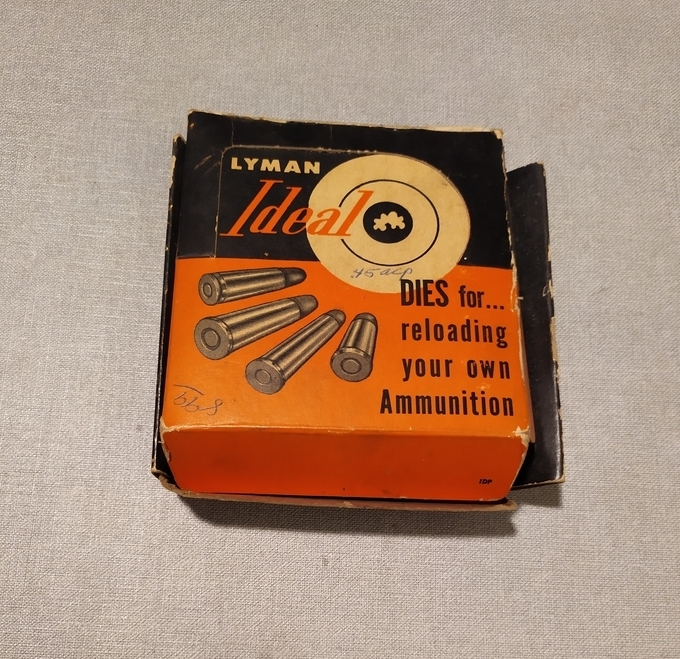 LYMAN
Ideal
45 acp
DIES for...
reloading
your own
Ammunition
IDP